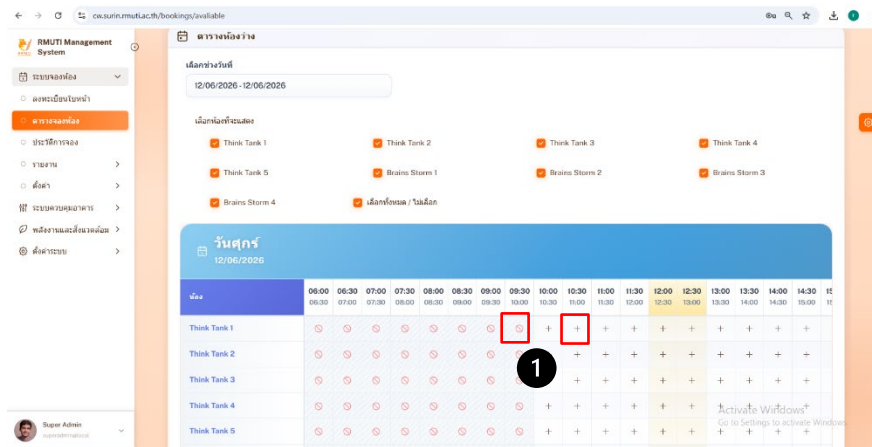 cw.surin.rmuti.ac.th/bookings/avaliable
RMUTI Management System
ระบบจองห้อง
ลงทะเบียนใบหน้า
ตารางจองห้อง
ประวัติการจอง
รายงาน
ตั้งค่า
ระบบควบคุมอาคาร
พลังงานและสิ่งแวดล้อม
ตั้งค่าระบบ
Super Admin
ตารางห้องว่าง
เลือกช่วงวันที่
12/06/2026 - 12/06/2026
เลือกห้องที่จะแสดง
Think Tank 1 Think Tank 2 Think Tank 3 Think Tank 4
Think Tank 5 Brains Storm 1 Brains Storm 2 Brains Storm 3
Brains Storm 4 เลือกทั้งหมด / ไม่เลือก
วันศุกร์
12/06/2026
ห้อง 06:00 06:30 07:00 07:30 08:00 08:30 09:00 09:30 10:00 10:30 11:00 11:30 12:00 12:30 13:00 13:30 14:00 14:30
06:30 07:00 07:30 08:00 08:30 09:00 09:30 10:00 10:30 11:00 11:30 12:00 12:30 13:00 13:30 14:00 14:30 15:00
Think Tank 1
Think Tank 2
1
Think Tank 3
Think Tank 4
Think Tank 5
Activate Windows
Go to Settings to activate Windows.